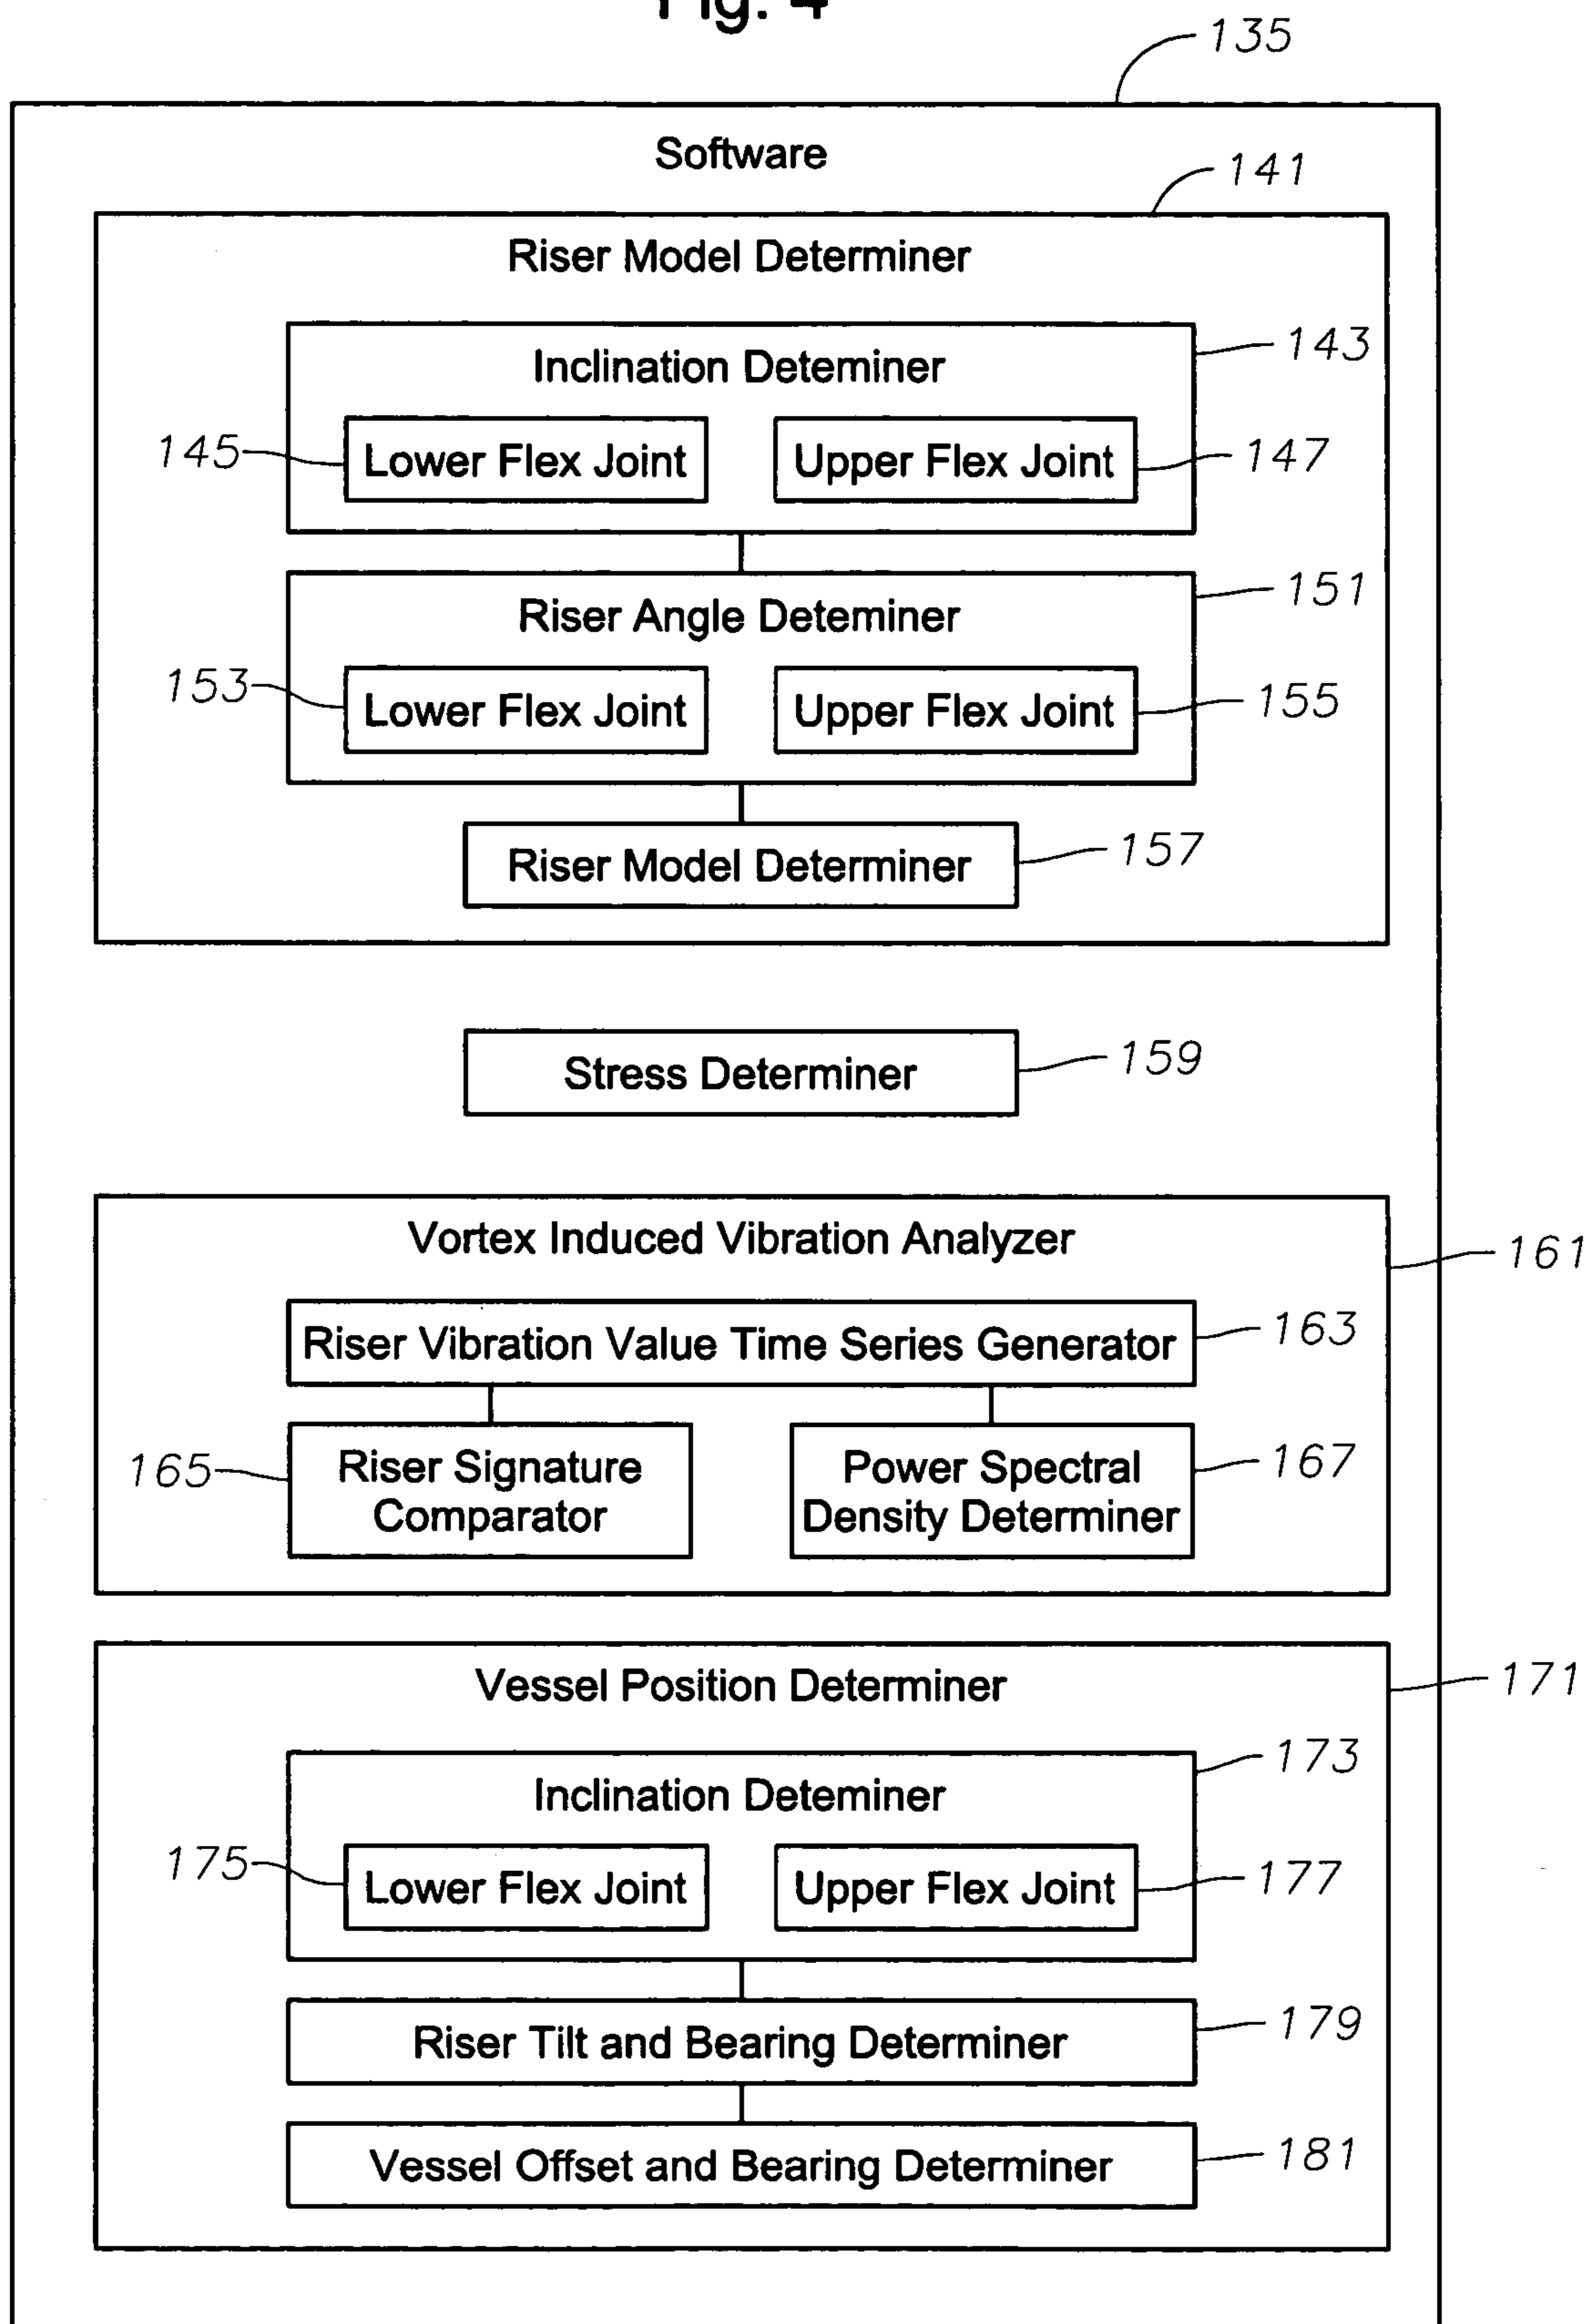 Fig. 4
135
Software
141
Riser Model Determiner
143
Inclination Deteminer
145
Lower Flex Joint
Upper Flex Joint
147
151
Riser Angle Deteminer
153
Lower Flex Joint
Upper Flex Joint
155
Riser Model Determiner
157
Stress Determiner
159
Vortex Induced Vibration Analyzer
161
Riser Vibration Value Time Series Generator
163
165
Riser Signature
Comparator
Power Spectral
Density Determiner
167
Vessel Position Determiner
171
173
Inclination Deteminer
175
Lower Flex Joint
Upper Flex Joint
177
Riser Tilt and Bearing Determiner
179
Vessel Offset and Bearing Determiner
181